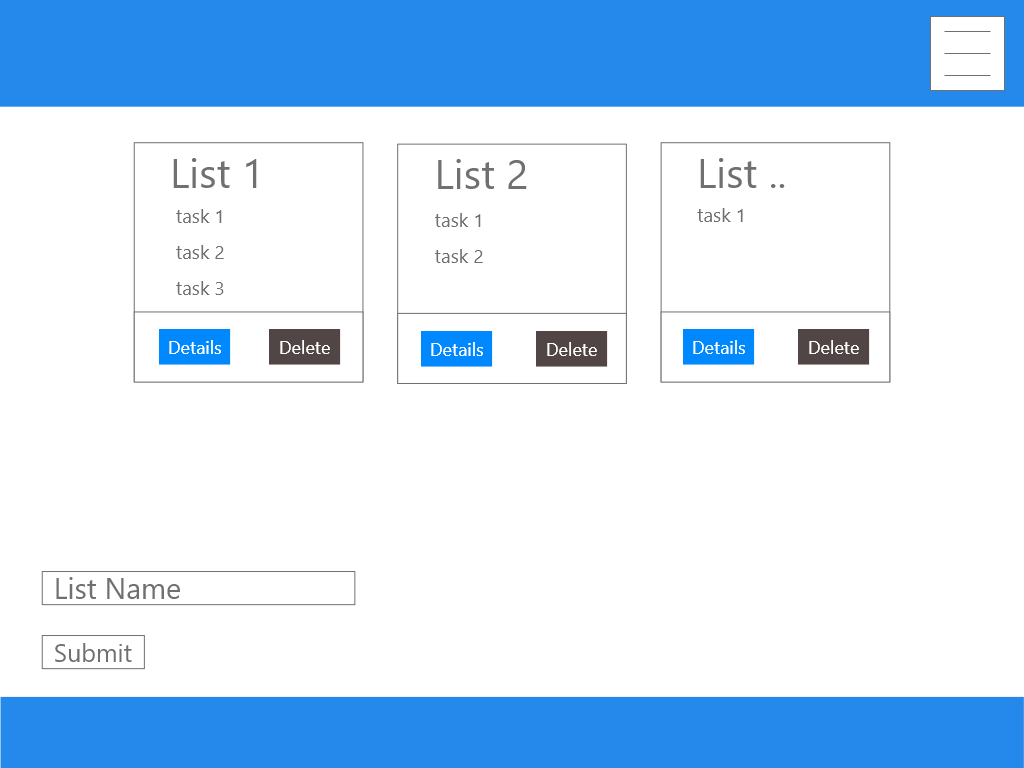 List 1
task 1
task 2
task 3
Details Delete
List 2
task 1
task 2
Details Delete
List ..
task 1
Details Delete
List Name
Submit